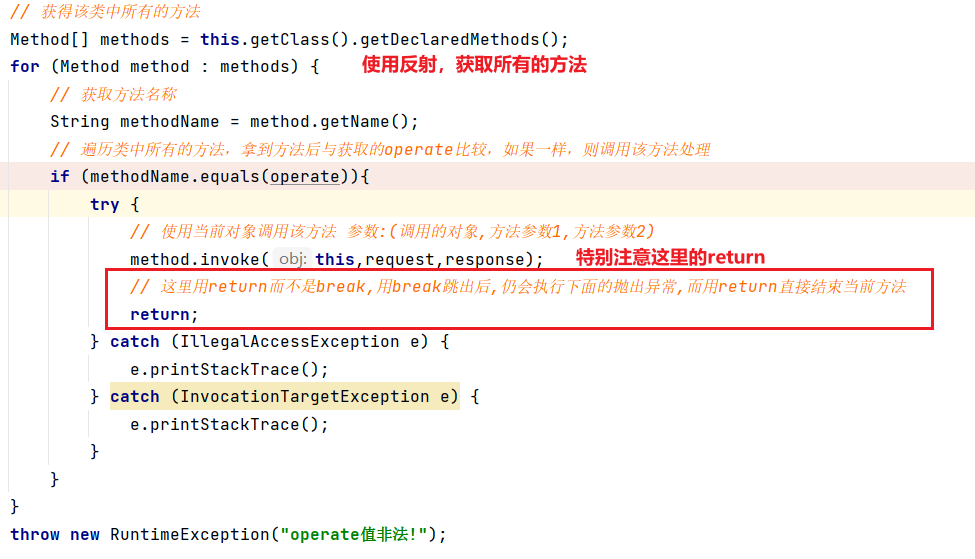 // 获得该类中所有的方法
Method[] methods = this.getClass().getDeclaredMethods();
for (Method method : methods) { 使用反射，获取所有的方法
// 获取方法名称
String methodName = method.getName();
// 遍历类中所有的方法，拿到方法后与获取的operate比较，如果一样，则调用该方法处理
if (methodName.equals(operate)){
try {
// 使用当前对象调用该方法 参数:(调用的对象,方法参数1,方法参数2)
method.invoke( obj: this,request,response); 特别注意这里的return
// 这里用return而不是break,用break跳出后,仍会执行下面的抛出异常,而用return直接结束当前方法
return;
} catch (IllegalAccessException e) {
e.printStackTrace();
} catch (InvocationTargetException e) {
e.printStackTrace();
}
}
}
throw new RuntimeException("operate值非法!");